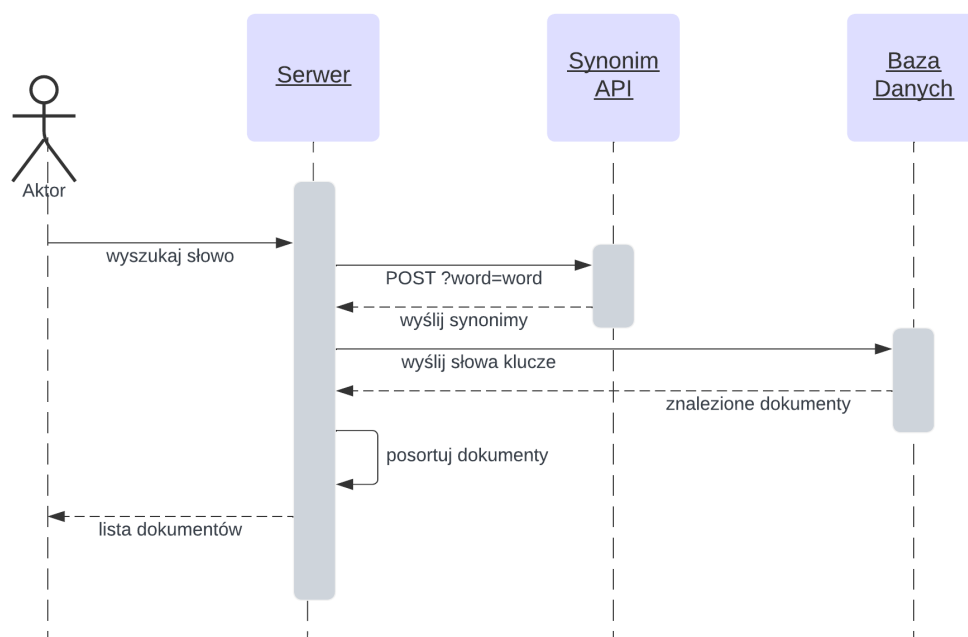 Serwer
Synonim
API
Baza
Danych
Aktor
wyszukaj słowo
POST ?word=word
wyślij synonimy
wyślij słowa klucze
znalezione dokumenty
posortuj dokumenty
lista dokumentów